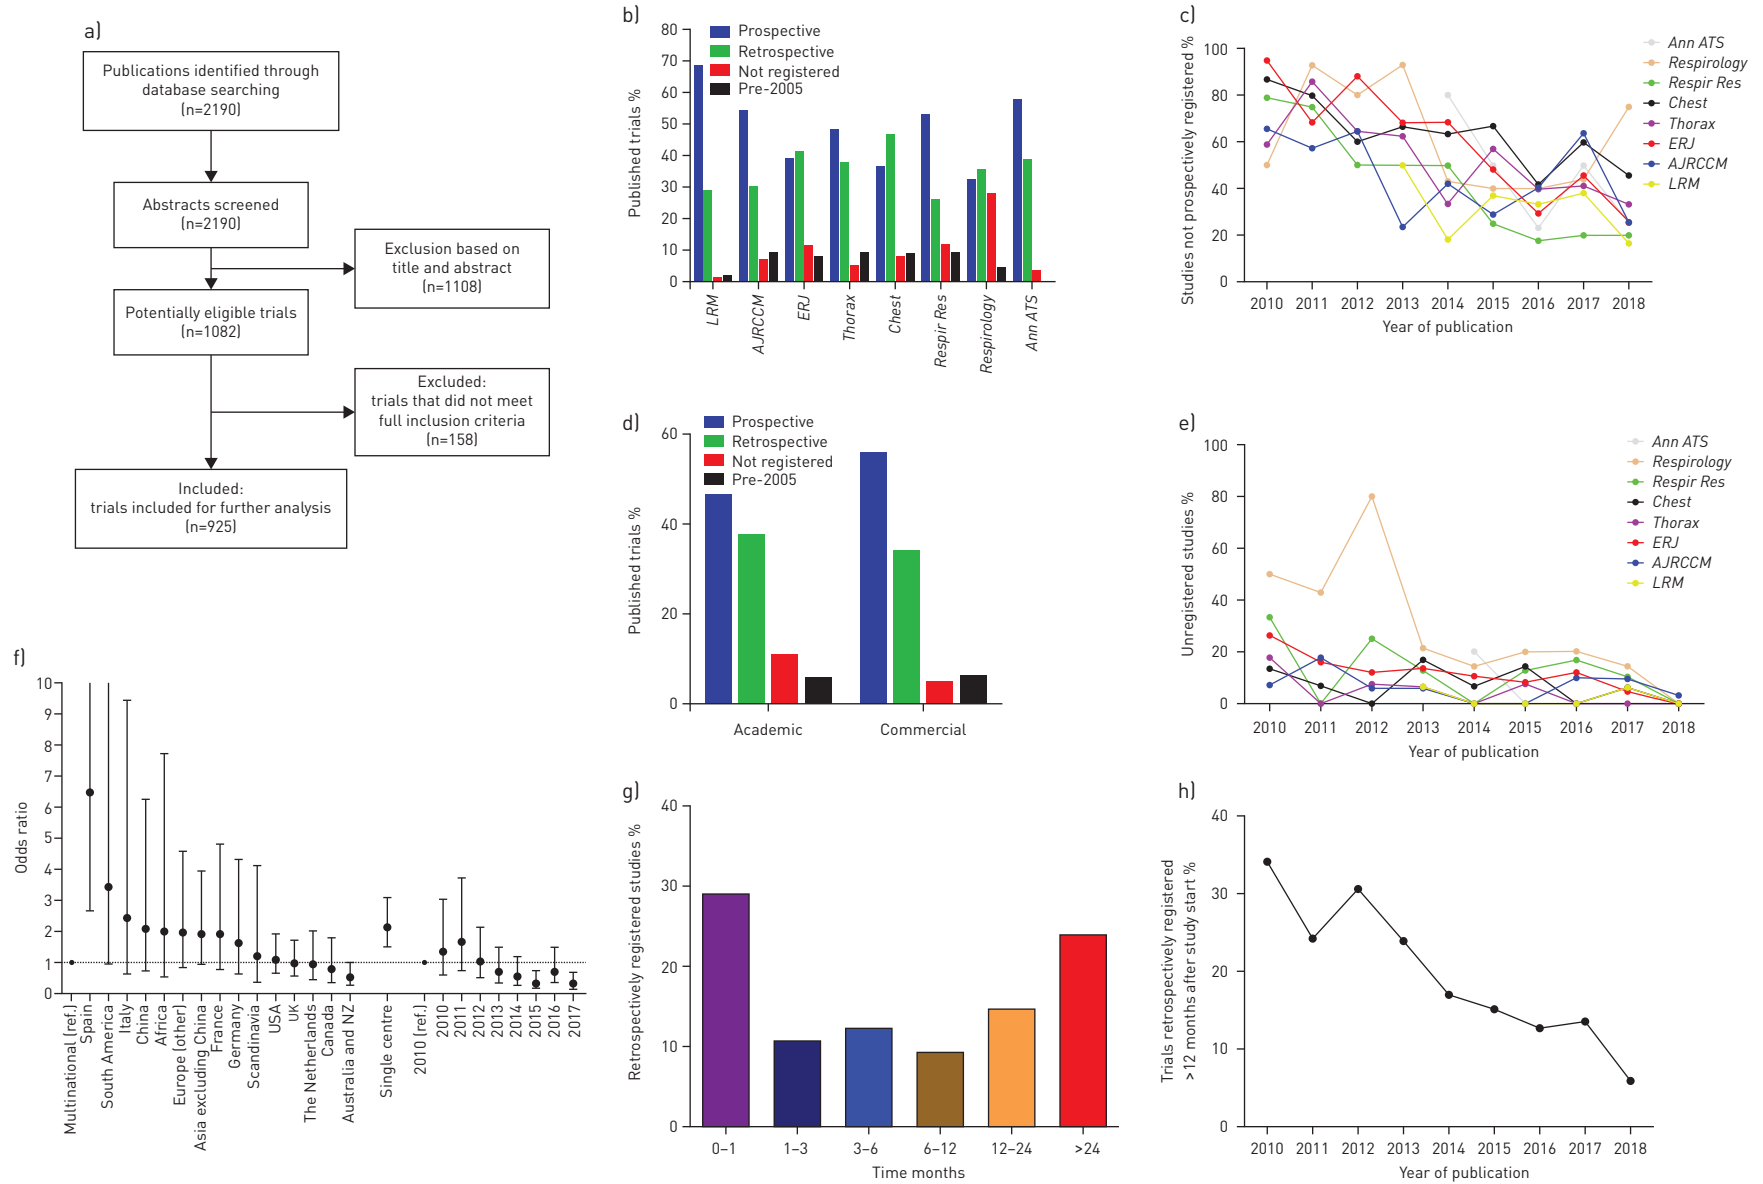 a)
Publications identified through
database searching
(n=2190)
Abstracts screened
(n=2190)
Exclusion based on
title and abstract
(n=1108)
Potentially eligible trials
(n=1082)
Excluded:
trials that did not meet
full inclusion criteria
(n=158)
Included:
trials included for further analysis
(n=925)
b)
Prospective
Retrospective
Not registered
Pre-2005
Published trials %
80
70
60
50
40
30
20
10
0
LRM
AJRCCM
ERJ
Thorax
Chest
Respir Res
Respirology
Ann ATS
c)
Studies not prospectively registered %
100
80
60
40
20
0
2010 2011 2012 2013 2014 2015 2016 2017 2018
Year of publication
Ann ATS
Respirology
Respir Res
Chest
Thorax
ERJ
AJRCCM
LRM
d)
Prospective
Retrospective
Not registered
Pre-2005
Published trials %
60
40
20
0
Academic Commercial
e)
Unregistered studies %
100
80
60
40
20
0
2010 2011 2012 2013 2014 2015 2016 2017 2018
Year of publication
Ann ATS
Respirology
Respir Res
Chest
Thorax
ERJ
AJRCCM
LRM
f)
Odds ratio
10
9
8
7
6
5
4
3
2
1
0
Multinational (ref.)
Spain
South America
Italy
China
Africa
Europe (other)
Asia excluding China
France
Germany
Scandinavia
USA
UK
The Netherlands
Canada
Australia and NZ
Single centre
2010 (ref.)
2010
2011
2012
2013
2014
2015
2016
2017
g)
Retrospectively registered studies %
40
30
20
10
0
0–1 1–3 3–6 6–12 12–24 >24
Time months
h)
Trials retrospective registered
>12 months after study start %
40
30
20
10
0
2010 2011 2012 2013 2014 2015 2016 2017 2018
Year of publication